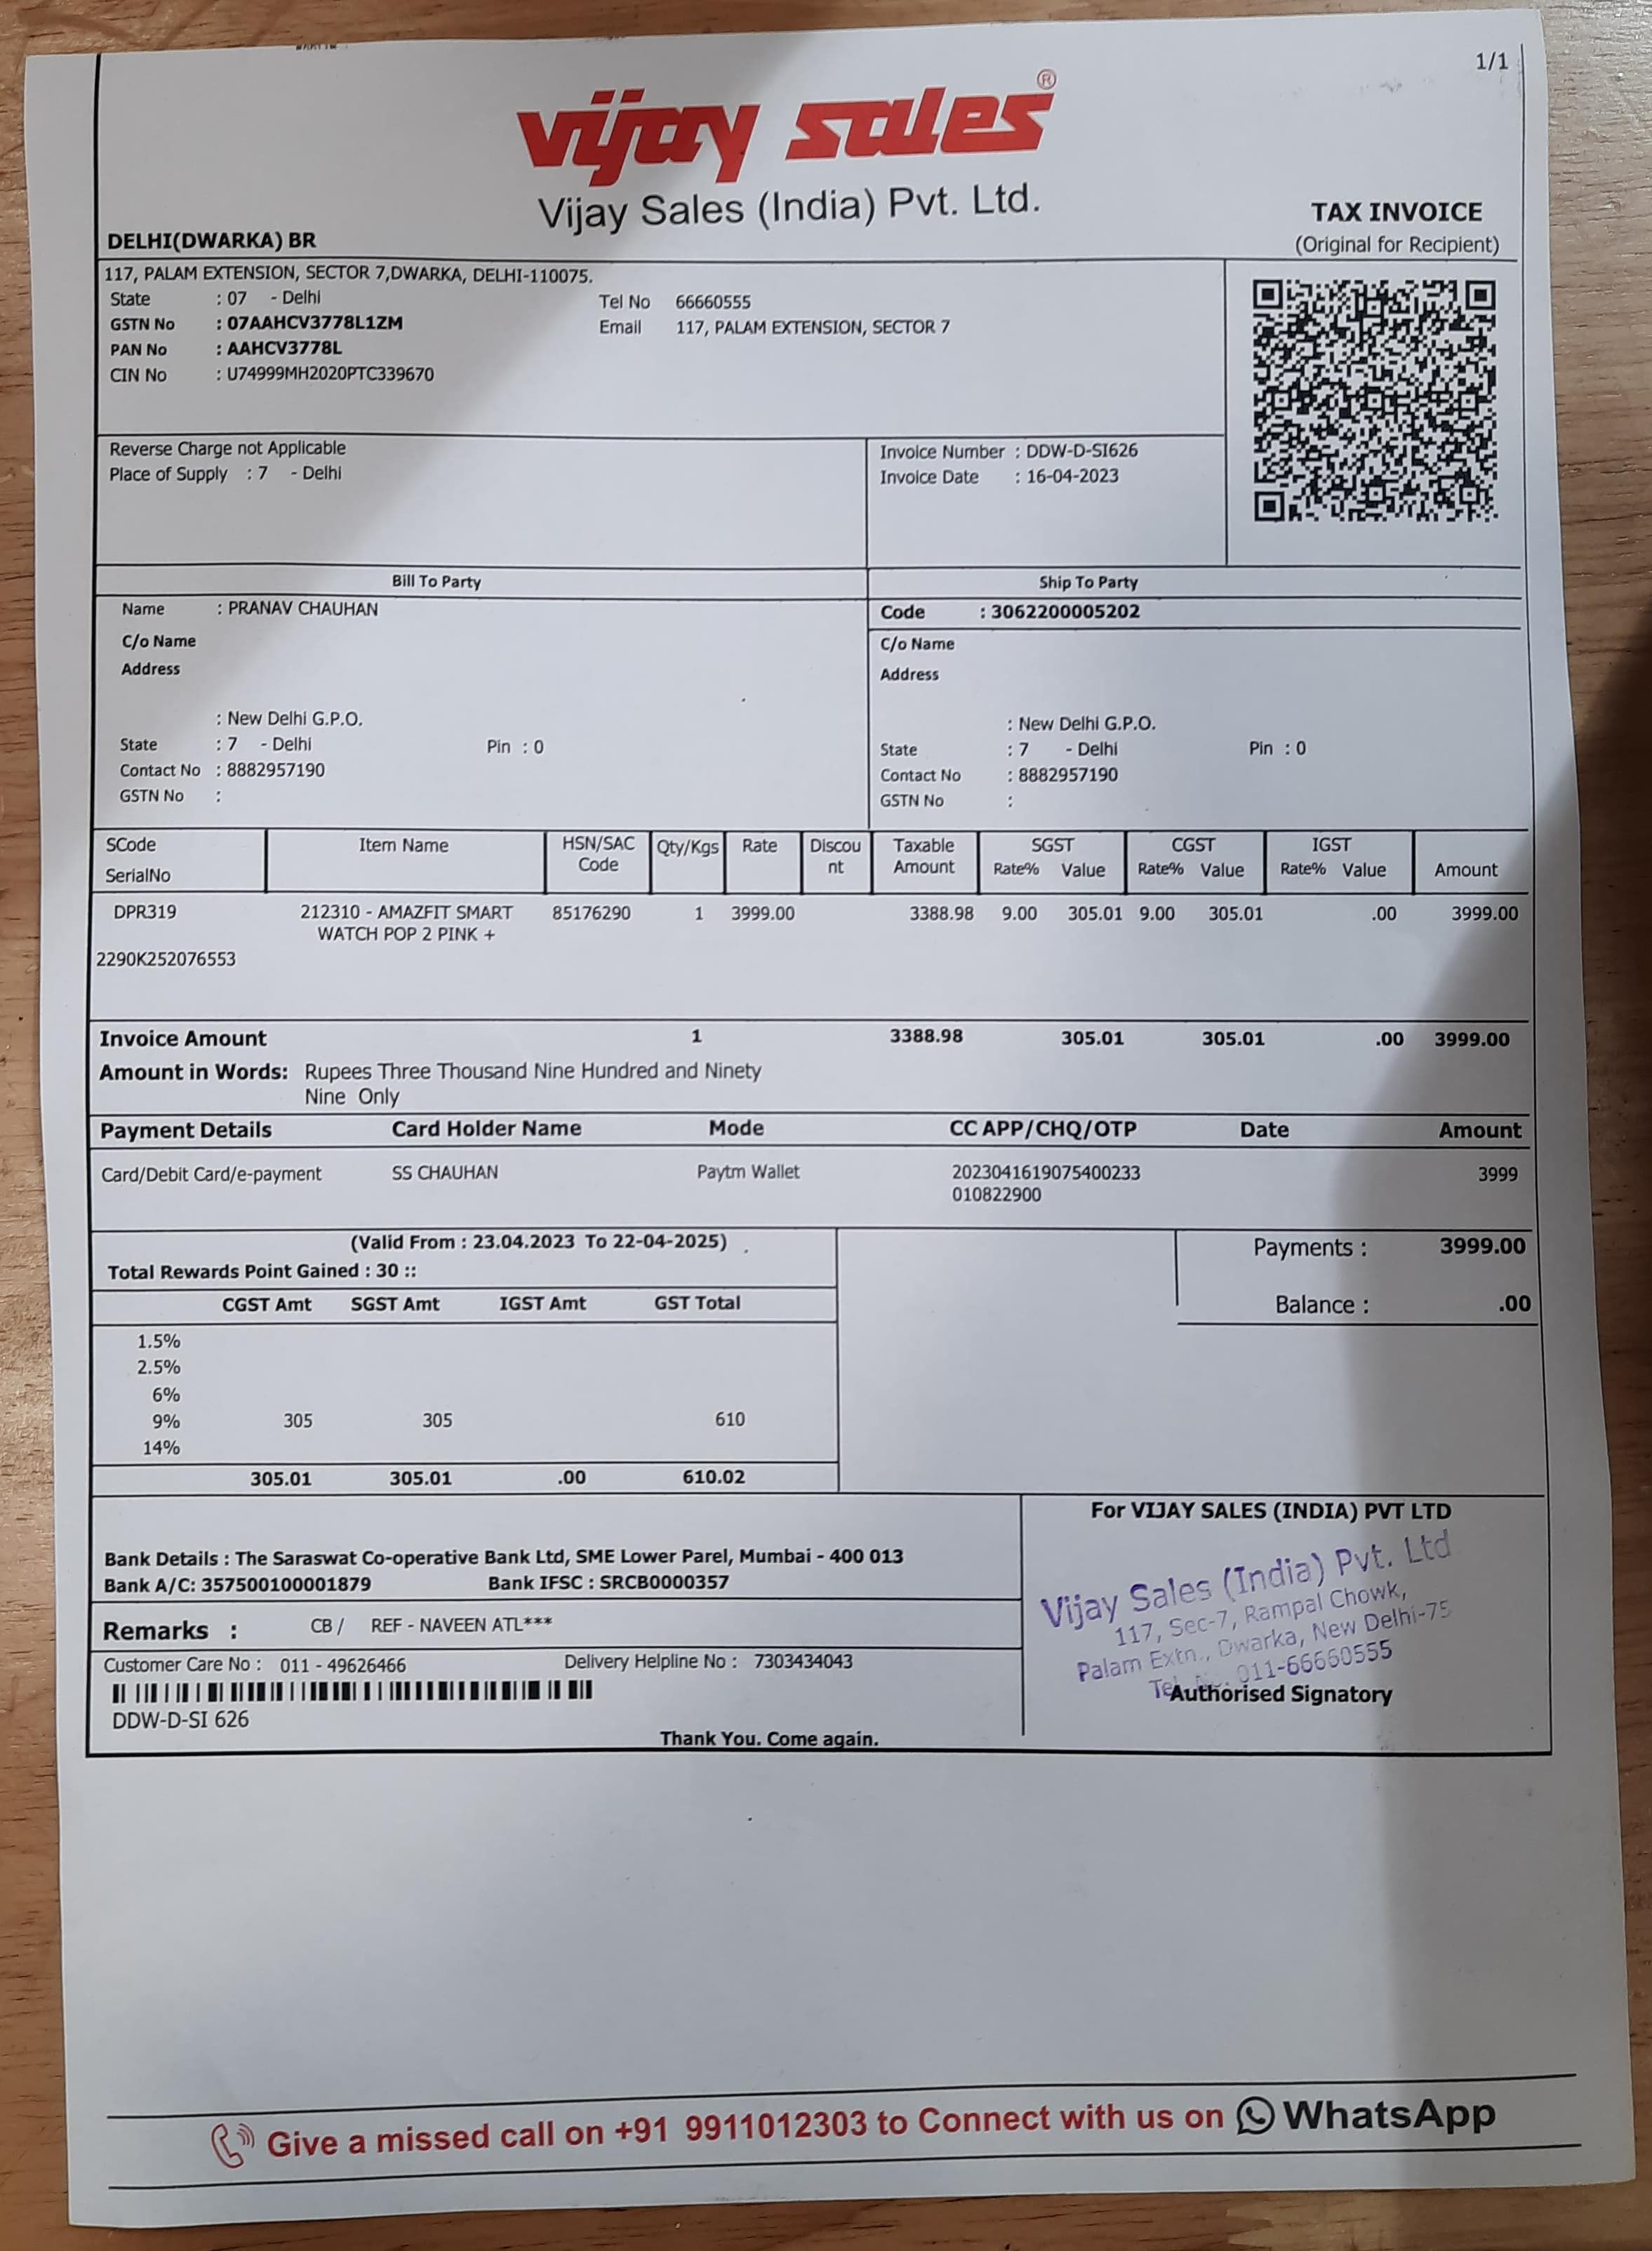 1/1
vijay sales®
Vijay Sales (India) Pvt. Ltd.
TAX INVOICE
(Original for Recipient)
DELHI(DWARKA) BR
117, PALAM EXTENSION, SECTOR 7,DWARKA, DELHI-110075.
State : 07 - Delhi Tel No 66660555
GSTN No : 07AAHCV3778L1ZM Email 117, PALAM EXTENSION, SECTOR 7
PAN No : AAHCV3778L
CIN No : U74999MH2020PTC339670
Reverse Charge not Applicable
Place of Supply : 7 - Delhi
Invoice Number : DDW-D-SI626
Invoice Date : 16-04-2023
Bill To Party
Name : PRANAV CHAUHAN
C/o Name
Address
: New Delhi G.P.O.
State : 7 - Delhi Pin : 0
Contact No : 8882957190
GSTN No :
Ship To Party
Code : 3062200005202
C/o Name
Address
: New Delhi G.P.O.
State : 7 - Delhi Pin : 0
Contact No : 8882957190
GSTN No :
SCode Item Name HSN/SAC Qty/Kgs Rate Discou Taxable SGST CGST IGST
SerialNo Code nt Amount Rate% Value Rate% Value Rate% Value Amount
DPR319 212310 - AMAZFIT SMART 85176290 1 3999.00 3388.98 9.00 305.01 9.00 305.01 .00 3999.00
WATCH POP 2 PINK +
2290K252076553
Invoice Amount 1 3388.98 305.01 305.01 .00 3999.00
Amount in Words: Rupees Three Thousand Nine Hundred and Ninety
Nine Only
Payment Details Card Holder Name Mode CC APP/CHQ/OTP Date Amount
Card/Debit Card/e-payment SS CHAUHAN Paytm Wallet 2023041619075400233 3999
010822900
(Valid From : 23.04.2023 To 22-04-2025)
Total Rewards Point Gained : 30 ::
Payments : 3999.00
Balance : .00
CGST Amt SGST Amt IGST Amt GST Total
1.5%
2.5%
6%
9% 305 305 610
14%
305.01 305.01 .00 610.02
Bank Details : The Saraswat Co-operative Bank Ltd, SME Lower Parel, Mumbai - 400 013
Bank A/C: 357500100001879 Bank IFSC : SRCB0000357
Remarks : CB / REF - NAVEEN ATL***
Customer Care No : 011 - 49626466 Delivery Helpline No : 7303434043
DDW-D-SI 626
Thank You. Come again.
For VIJAY SALES (INDIA) PVT LTD
Vijay Sales (India) Pvt. Ltd
117, Sec-7, Rampal Chowk,
Palam Extn., Dwarka, New Delhi-75
011-66660555
Authorised Signatory
Give a missed call on +91 9911012303 to Connect with us on WhatsApp